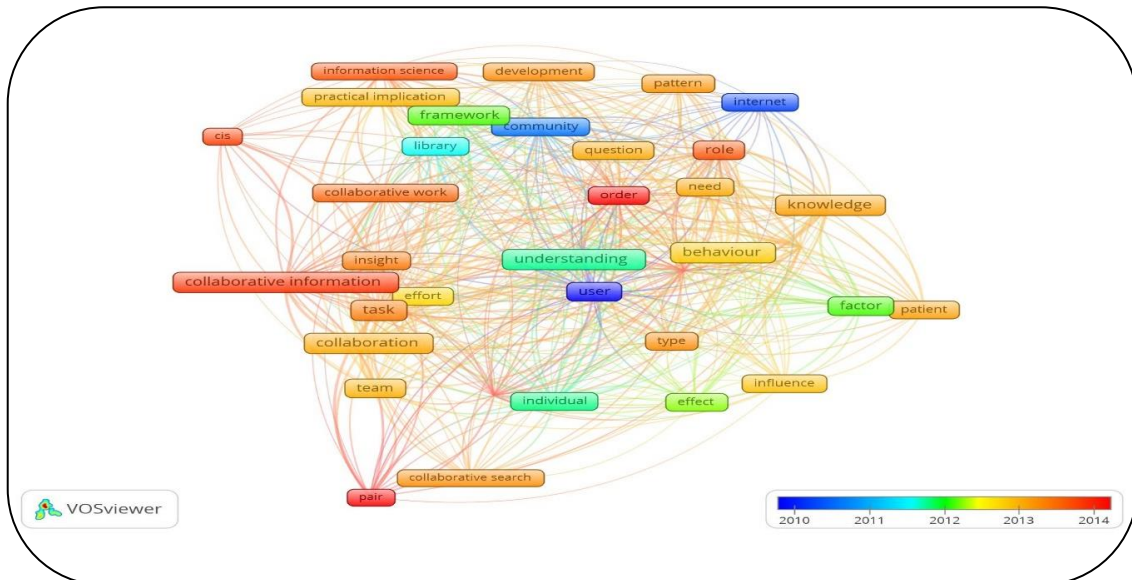 information science
development
pattern
practical implication
internet
framework
community
cis
library
question
role
collaborative work
order
need
knowledge
understanding
behaviour
insight
collaborative information
user
effort
task
factor
patient
collaboration
type
team
influence
individual
effect
collaborative search
pair
VOSviewer
2010 2011 2012 2013 2014